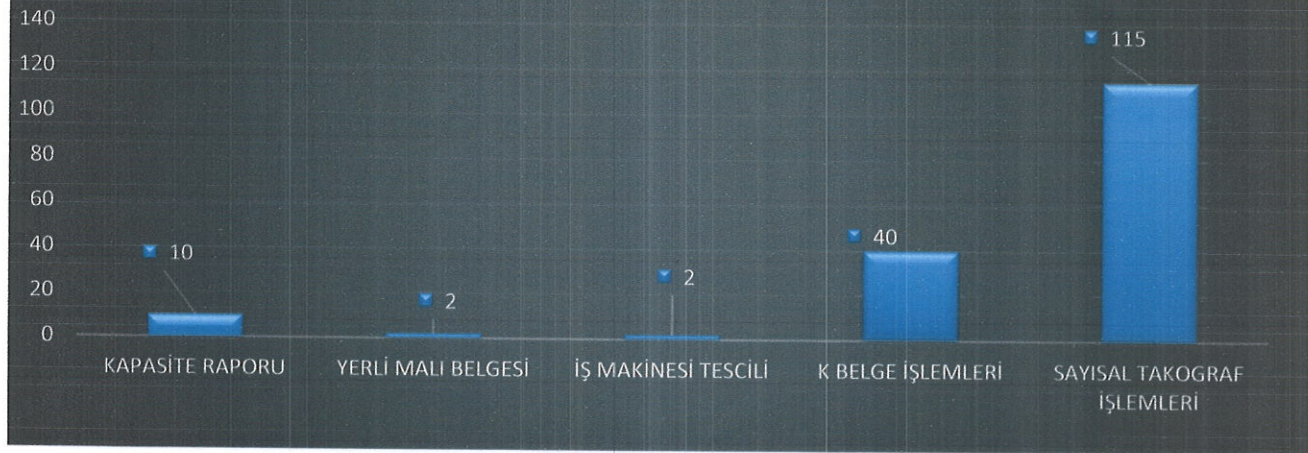 140
120
100
80
60
40
20
0
10
2
2
40
115
KAPASİTE RAPORU
YERLİ MALI BELGESİ
İŞ MAKİNESİ TESCİLİ
K BELGE İŞLEMLERİ
SAYISAL TAKOGRAF
İŞLEMLERİ